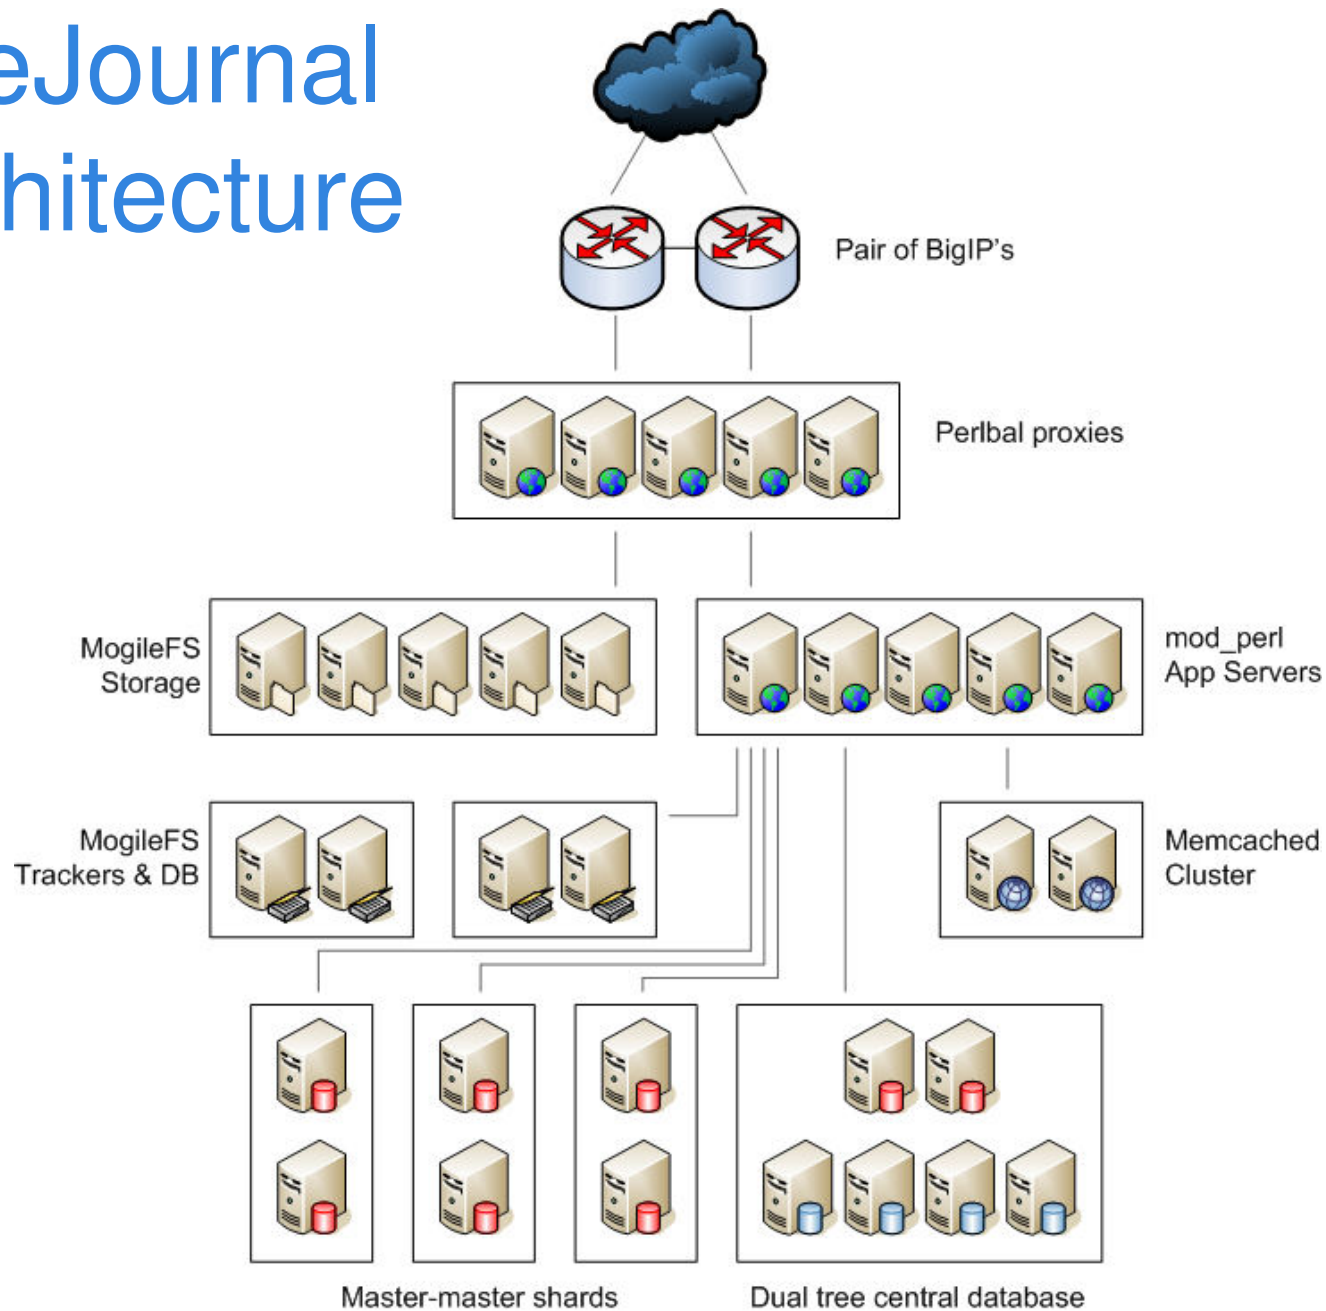 eJournal
hitecture
Pair of BigIP's
Perlbal proxies
MogileFS
Storage
mod_perl
App Servers
MogileFS
Trackers & DB
Memcached
Cluster
Master-master shards
Dual tree central database